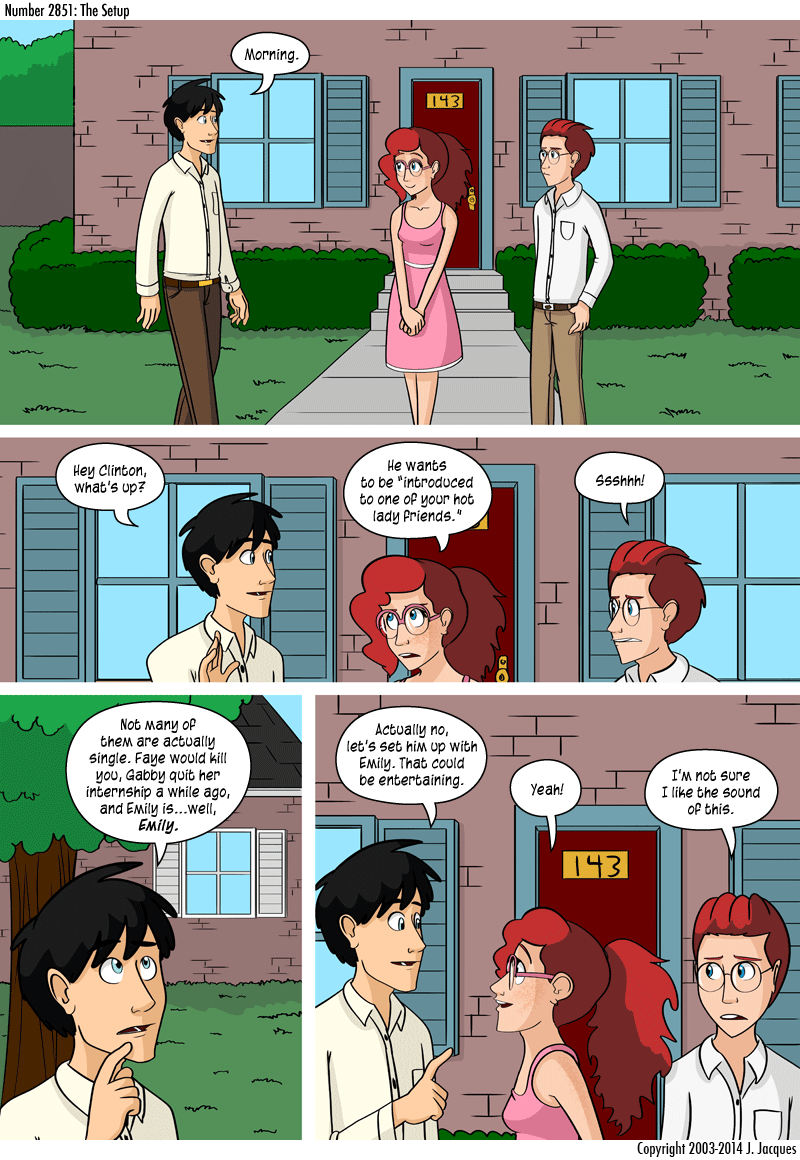 Number 2851: The Setup
Morning.
143
Hey Clinton,
what's up?
He wants
to be "introduced
to one of your hot
lady friends."
Ssshhh!
Not many of
them are actually
single. Faye would kill
you, Gabby quit her
internship a while ago,
and Emily is...well,
Emily.
Actually no,
let's set him up with
Emily. That could
be entertaining.
Yeah!
I'm not sure
I like the sound
of this.
143
Copyright 2003-2014 J. Jacques